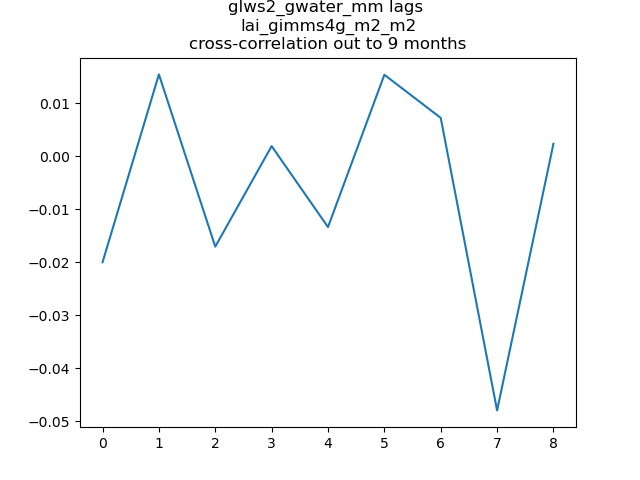 glws2_gwater_mm lags
lai_gimms4g_m2_m2
cross-correlation out to 9 months
0.01
0.00
−0.01
−0.02
−0.03
−0.04
−0.05
0 1 2 3 4 5 6 7 8